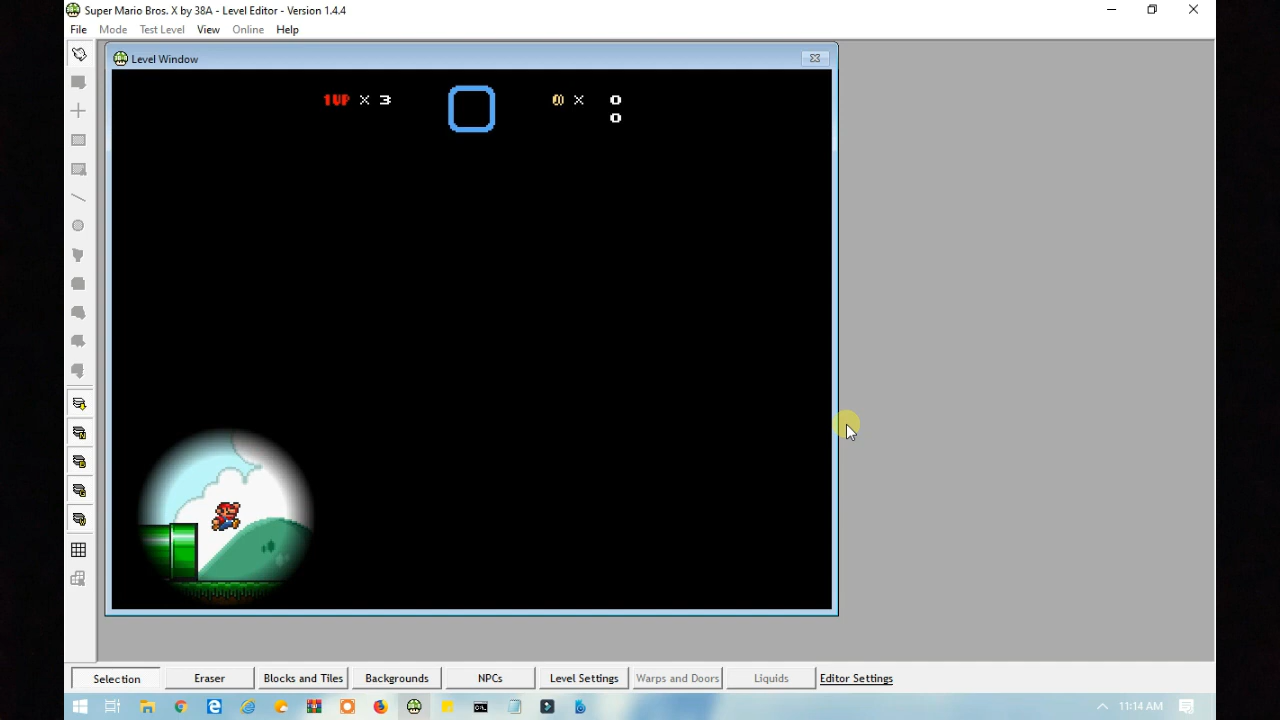 Super Mario Bros. X by 38A - Level Editor - Version 1.4.4
File Mode Test Level View Online Help
Level Window
1UP × 3
× 0
0
Selection Eraser Blocks and Tiles Backgrounds NPCs Level Settings Warps and Doors Liquids Editor Settings
11:14 AM